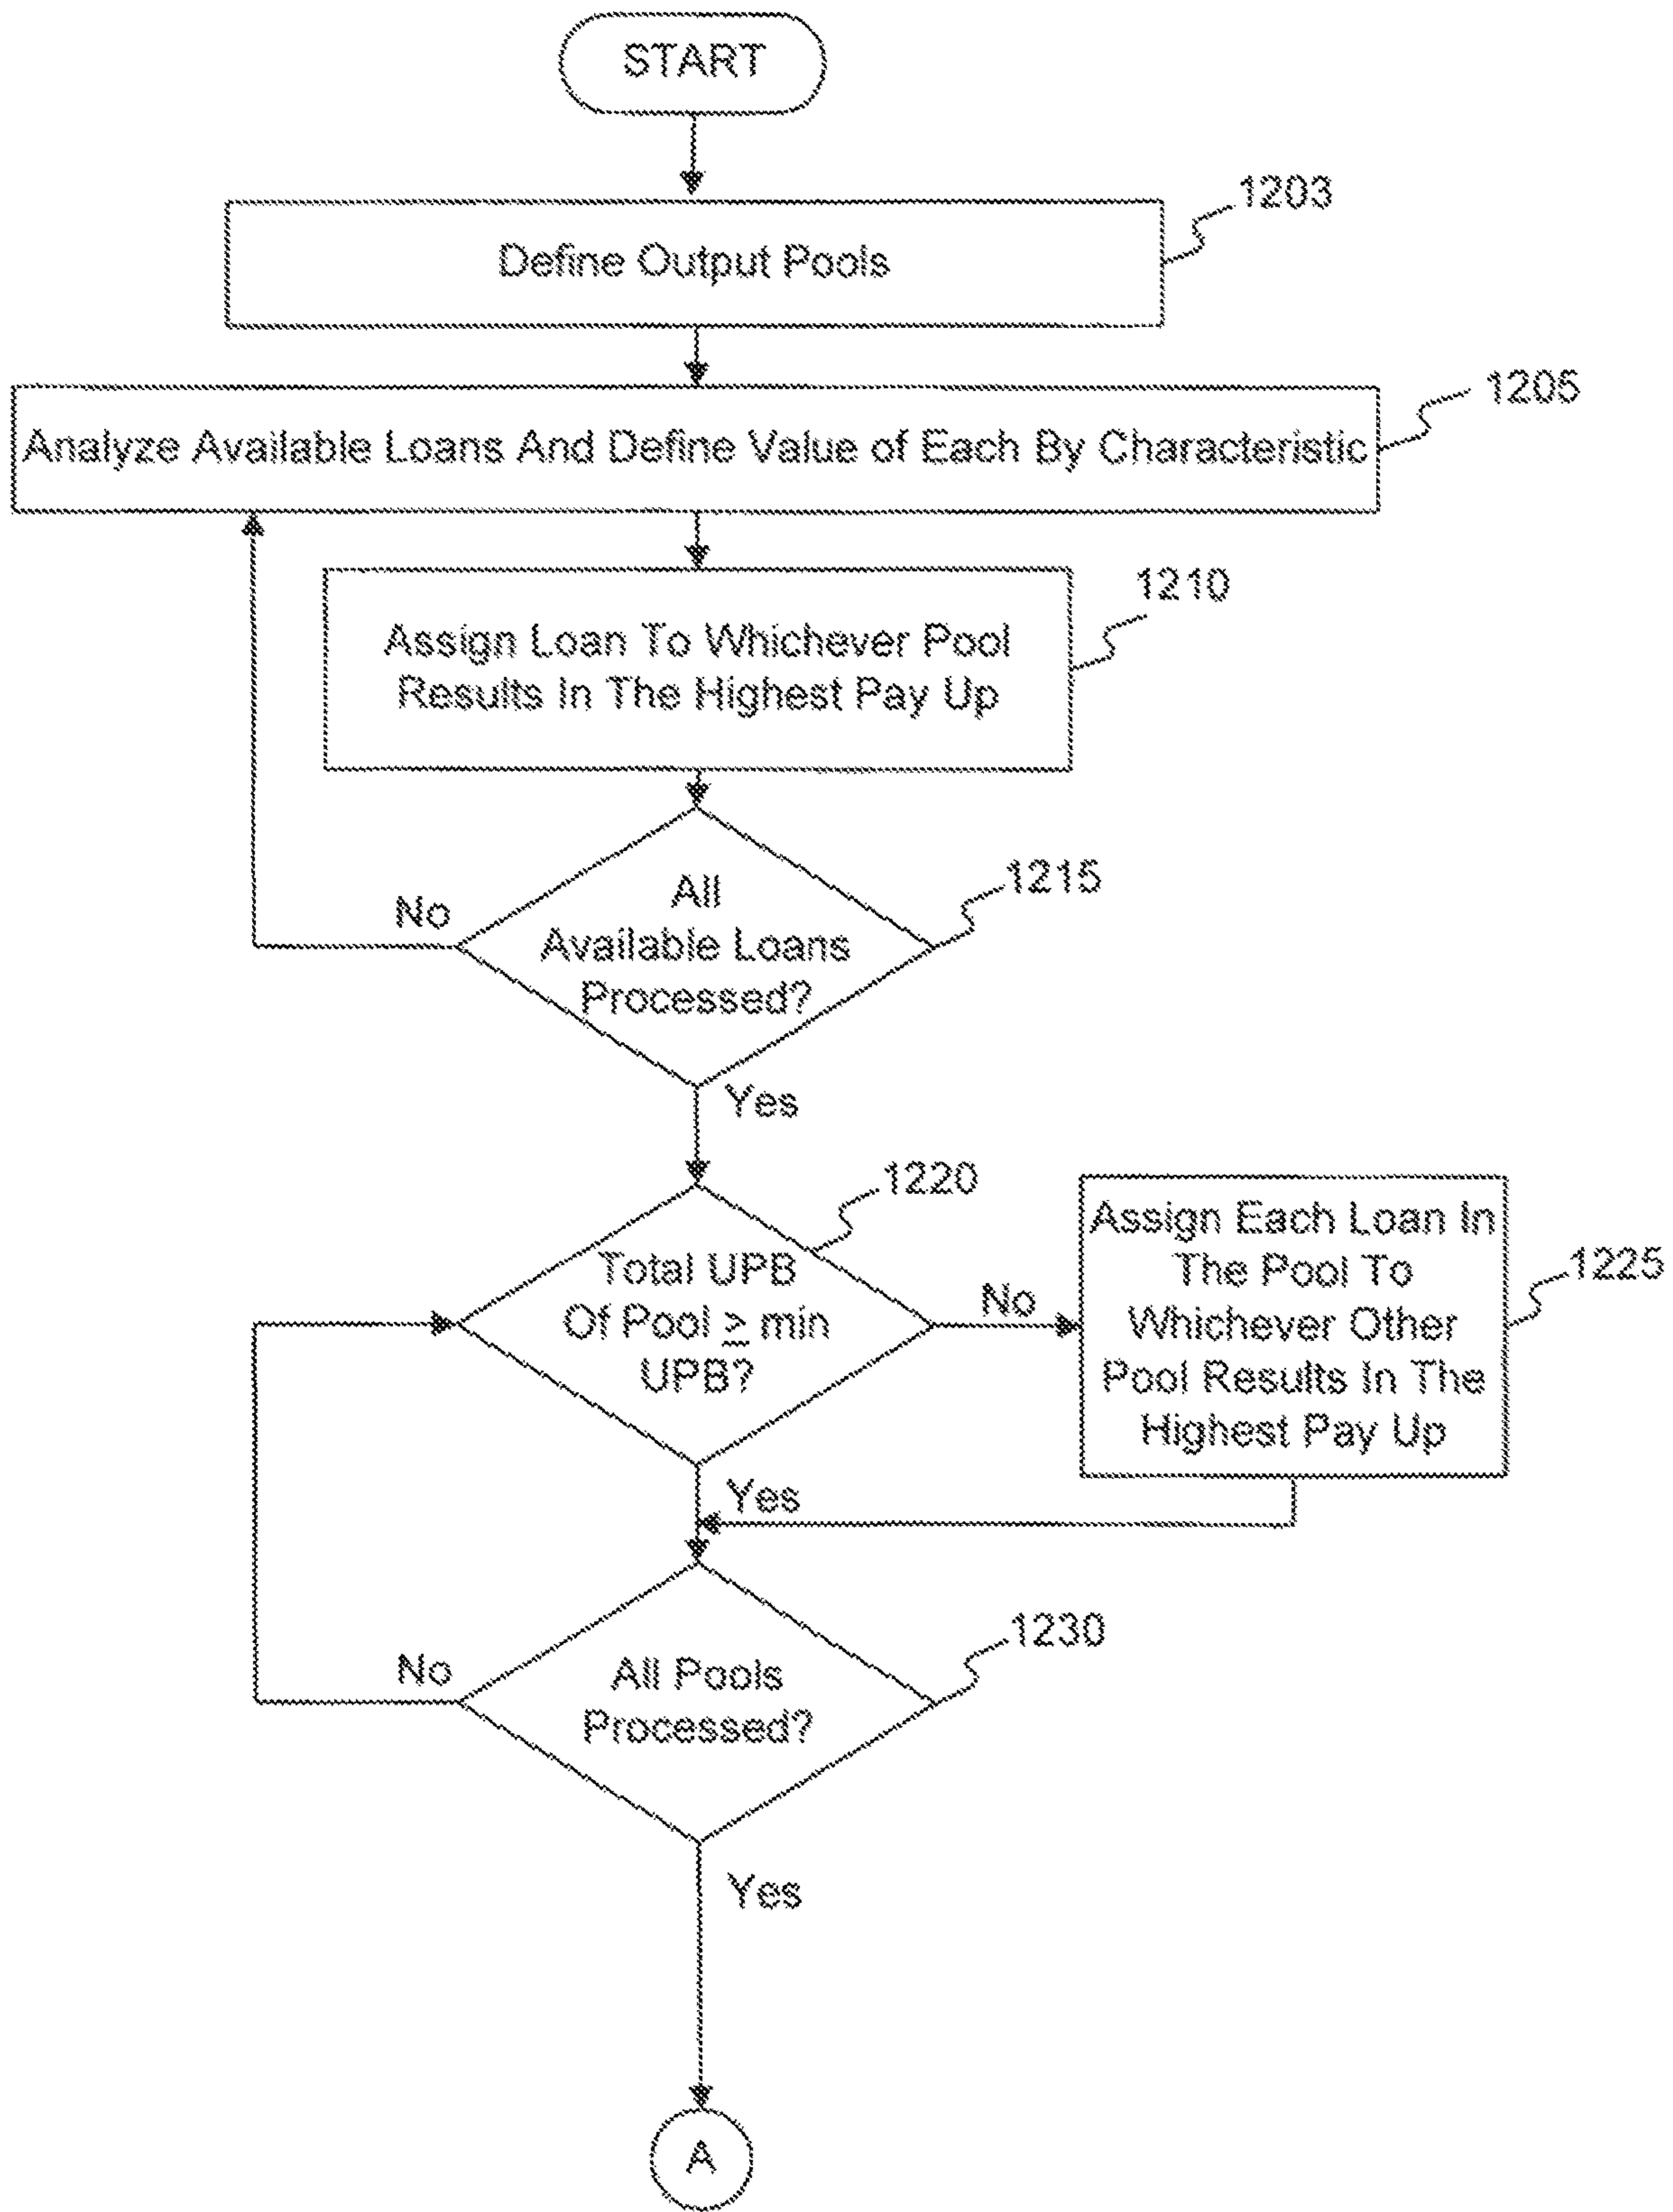 START
1203
Define Output Pools
1205
Analyze Available Loans And Define Value of Each By Characteristic
1210
Assign Loan To Whichever Pool
Results In The Highest Pay Up
1215
All
Available Loans
Processed?
No
Yes
1220
Total UPB
Of Pool ≥ min
UPB?
No
Assign Each Loan In
The Pool To
Whichever Other
Pool Results In The
Highest Pay Up
1225
Yes
1230
All Pools
Processed?
No
Yes
A